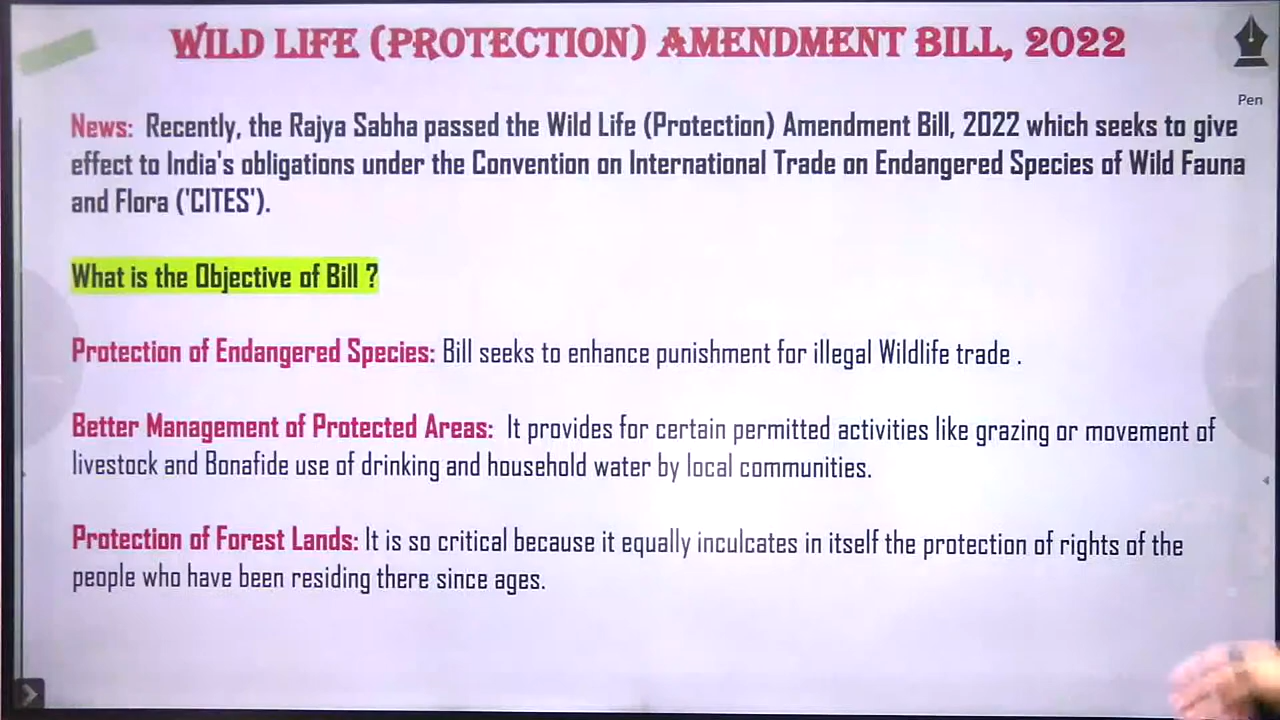 WILD LIFE (PROTECTION) AMENDMENT BILL, 2022
Pen
News: Recently, the Rajya Sabha passed the Wild Life (Protection) Amendment Bill, 2022 which seeks to give
effect to India's obligations under the Convention on International Trade on Endangered Species of Wild Fauna
and Flora ('CITES').
What is the Objective of Bill ?
Protection of Endangered Species: Bill seeks to enhance punishment for illegal Wildlife trade .
Better Management of Protected Areas: It provides for certain permitted activities like grazing or movement of
livestock and Bonafide use of drinking and household water by local communities.
Protection of Forest Lands: It is so critical because it equally inculcates in itself the protection of rights of the
people who have been residing there since ages.